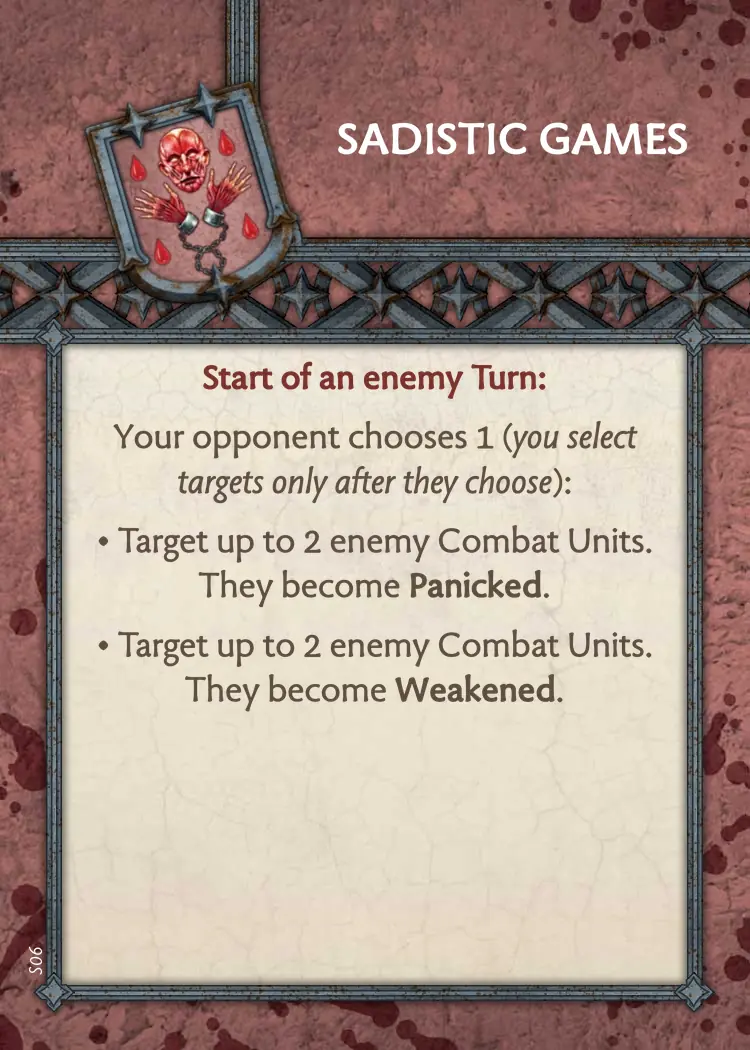 SADISTIC GAMES
Start of an enemy Turn:
Your opponent chooses 1 (you select
targets only after they choose):
• Target up to 2 enemy Combat Units.
They become Panicked.
• Target up to 2 enemy Combat Units.
They become Weakened.
S06